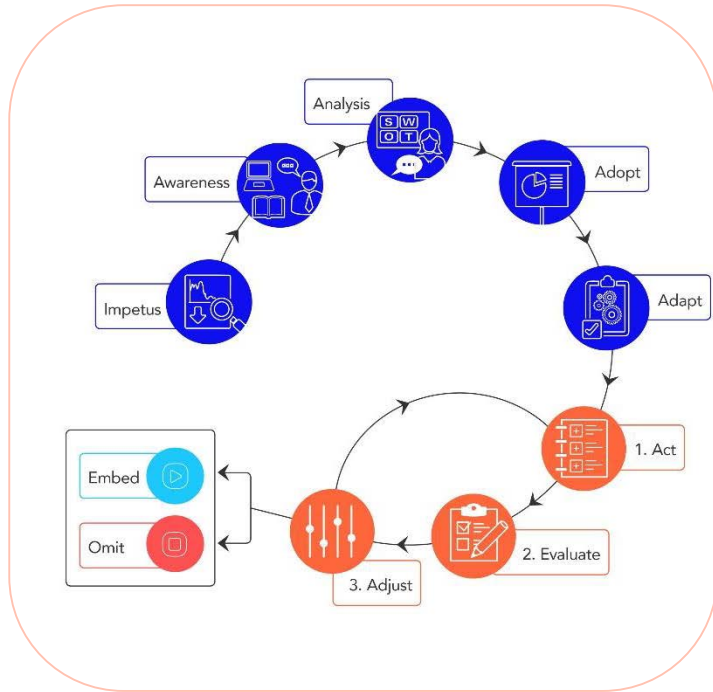 Analysis
S W
O T
Awareness
Adopt
Impetus
Adapt
1. Act
Embed
Omit
2. Evaluate
3. Adjust